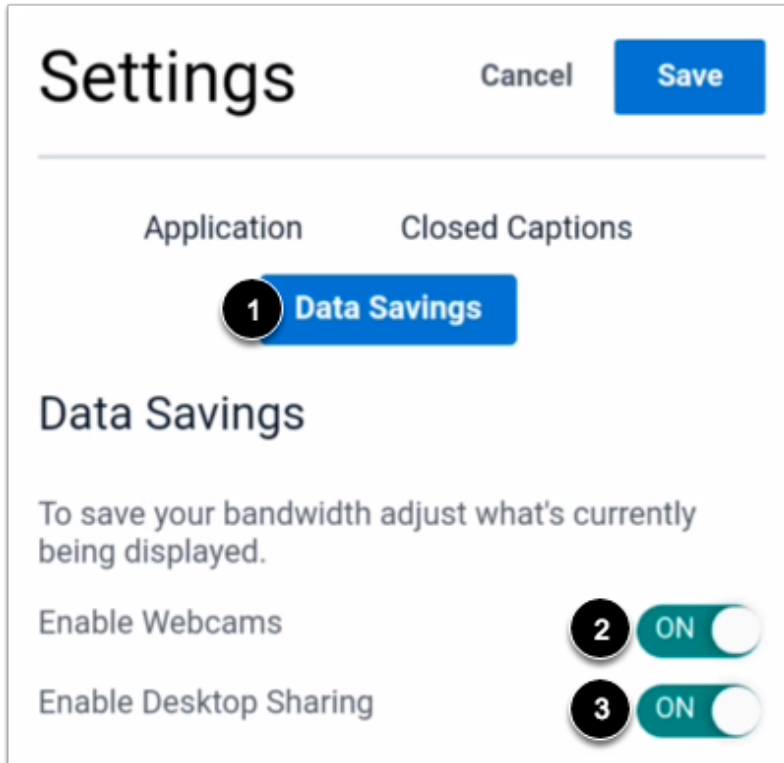 Settings Cancel Save
Application Closed Captions
1 Data Savings
Data Savings
To save your bandwidth adjust what's currently
being displayed.
Enable Webcams 2 ON
Enable Desktop Sharing 3 ON